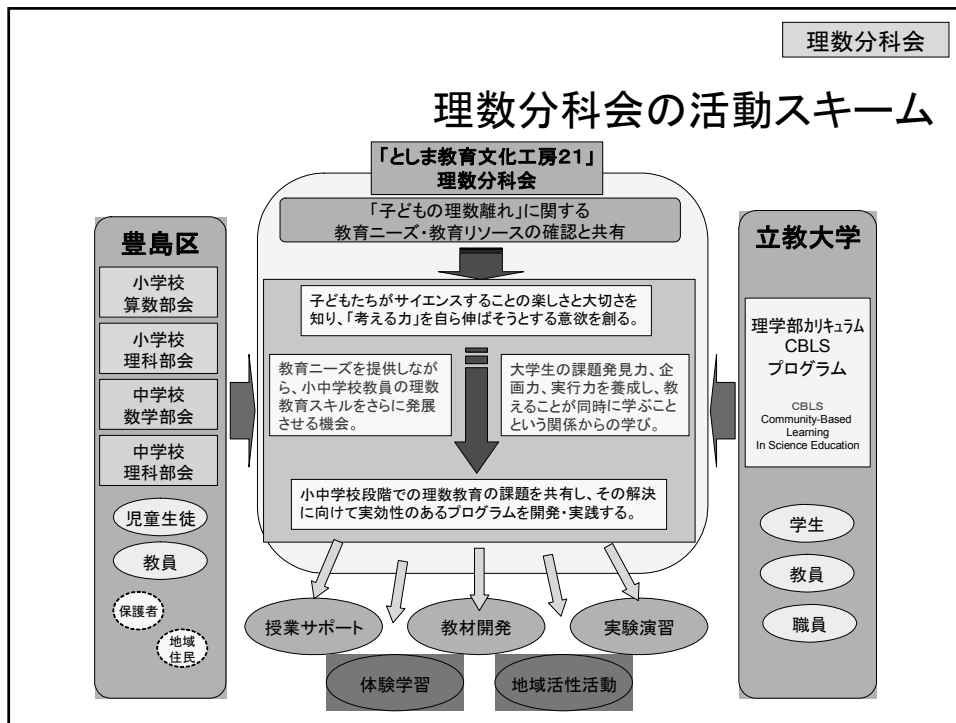 理数分科会
理数分科会の活動スキーム
「としま教育文化工房21」
理数分科会
「子どもの理数離れ」に関する
教育ニーズ・教育リソースの確認と共有
豊島区
小学校
算数部会
小学校
理科部会
中学校
数学部会
中学校
理科部会
児童生徒
教員
保護者
地域
住民
子どもたちがサイエンスすることの楽しさと大切さを
知り、「考える力」を自ら伸ばそうとする意欲を創る。
教育ニーズを提供しなが
ら、小中学校教員の理数
教育スキルをさらに発展
させる機会。
大学生の課題発見力、企
画力、実行力を養成し、教
えることが同時に学ぶこと
という関係からの学び。
小中学校段階での理数教育の課題を共有し、その解決
に向けて実効性のあるプログラムを開発・実践する。
立教大学
理学部カリキュラム
CBLS
プログラム
CBLS
Community-Based
Learning
In Science Education
学生
教員
職員
授業サポート
教材開発
実験演習
体験学習
地域活性活動